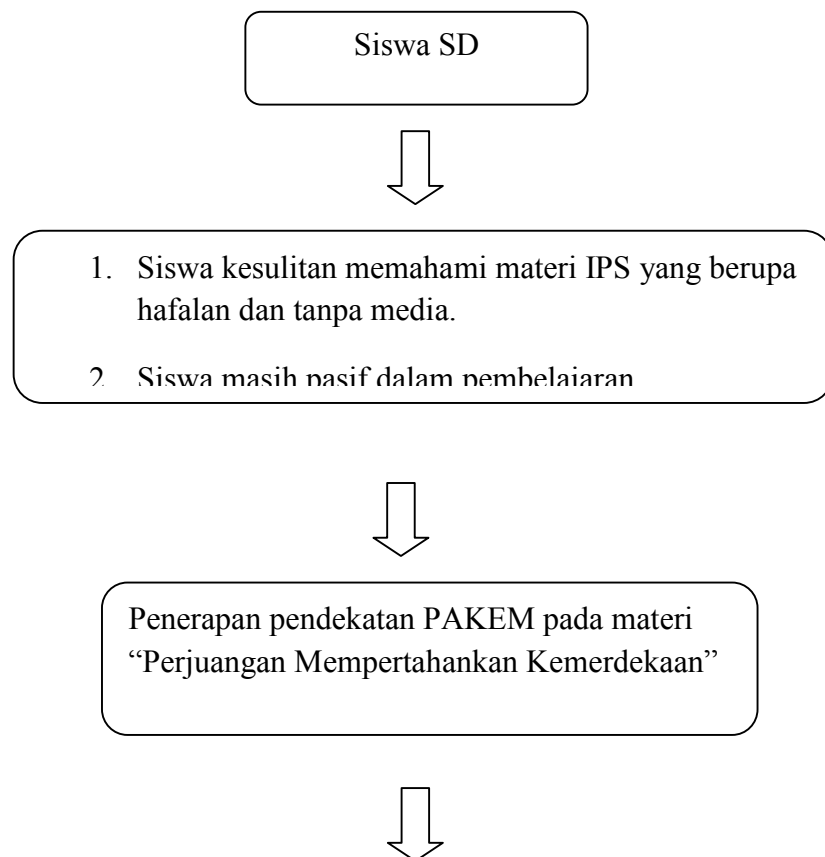 Siswa SD
1. Siswa kesulitan memahami materi IPS yang berupa
hafalan dan tanpa media.
2. Siswa masih pasif dalam pembelajaran
Penerapan pendekatan PAKEM pada materi
“Perjuangan Mempertahankan Kemerdekaan”